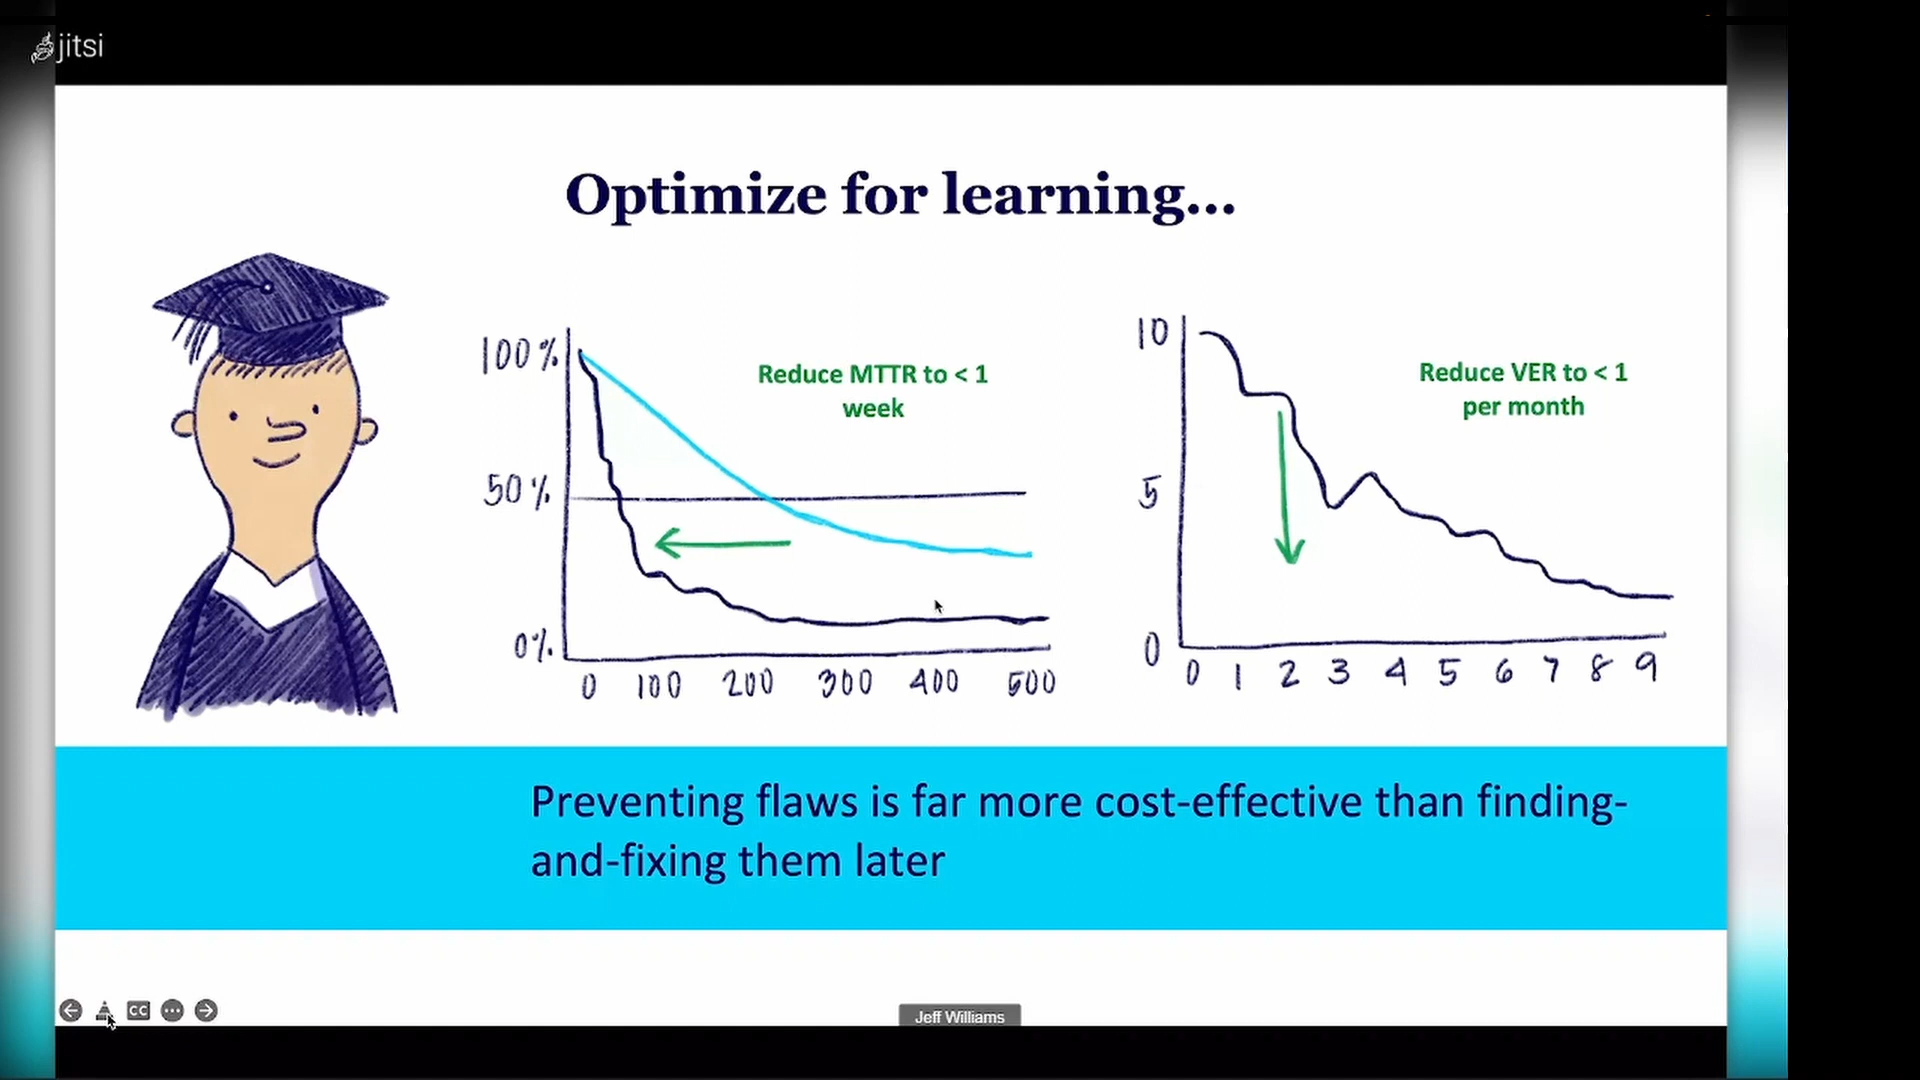 jitsi
Optimize for learning...
100%
50%
0%
0 100 200 300 400 500
Reduce MTTR to < 1
week
10
5
0
0 1 2 3 4 5 6 7 8 9
Reduce VER to < 1
per month
Preventing flaws is far more cost-effective than finding-
and-fixing them later
CC
Jeff Williams